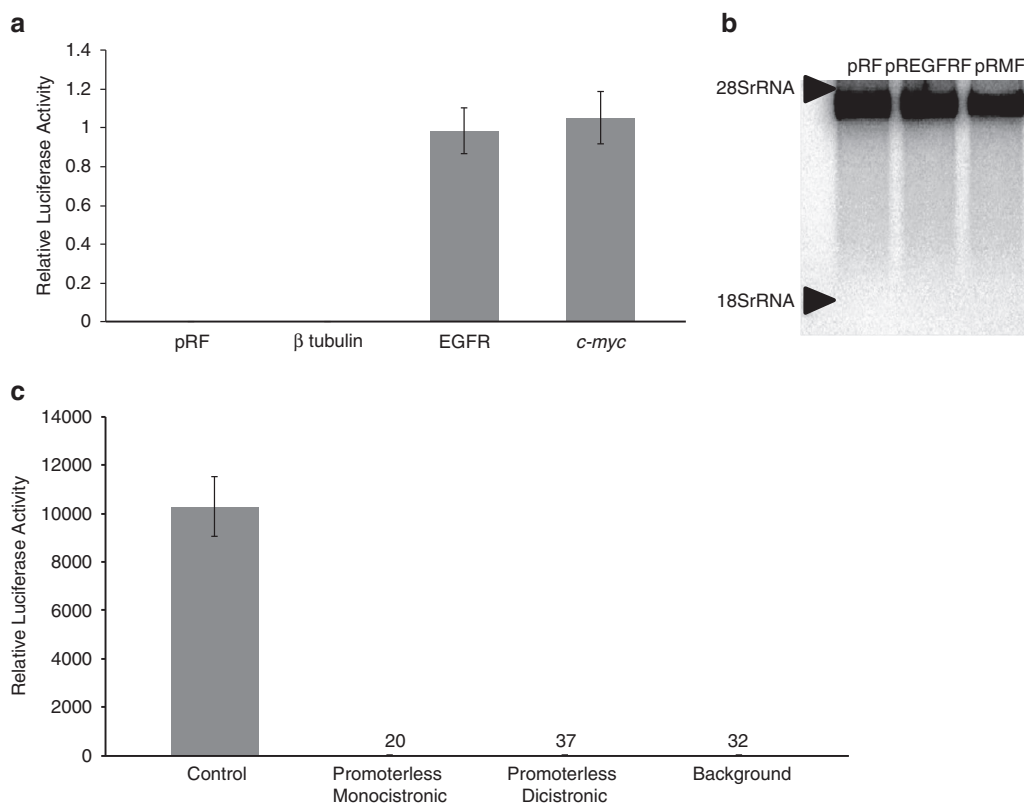 a
1.4
1.2
1
0.8
0.6
0.4
0.2
0
Relative Luciferase Activity
pRF
β tubulin
EGFR
c-myc
b
pRF pREGFRF pRMF
28SrRNA
18SrRNA
c
14000
12000
10000
8000
6000
4000
2000
0
Relative Luciferase Activity
20
37
32
Control
Promoterless
Monocistronic
Promoterless
Dicistronic
Background